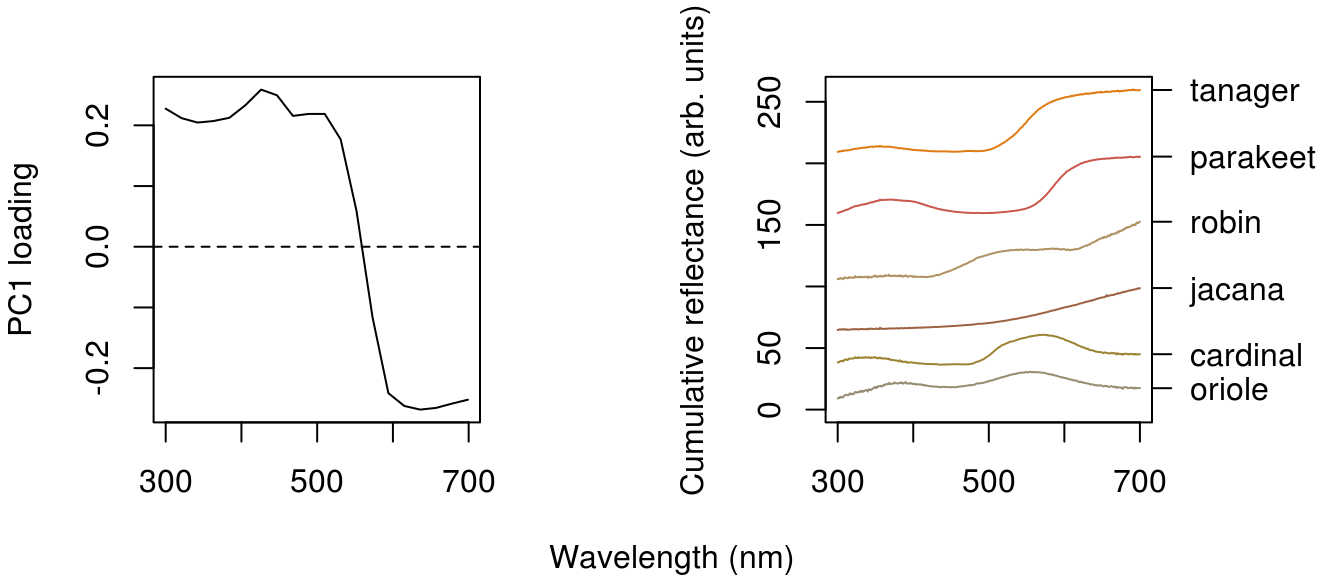 PC1 loading
0.2
0.0
-0.2
300 500 700
Cumulative reflectance (arb. units)
250
150
50
0
300 500 700
tanager
parakeet
robin
jacana
cardinal
oriole
Wavelength (nm)